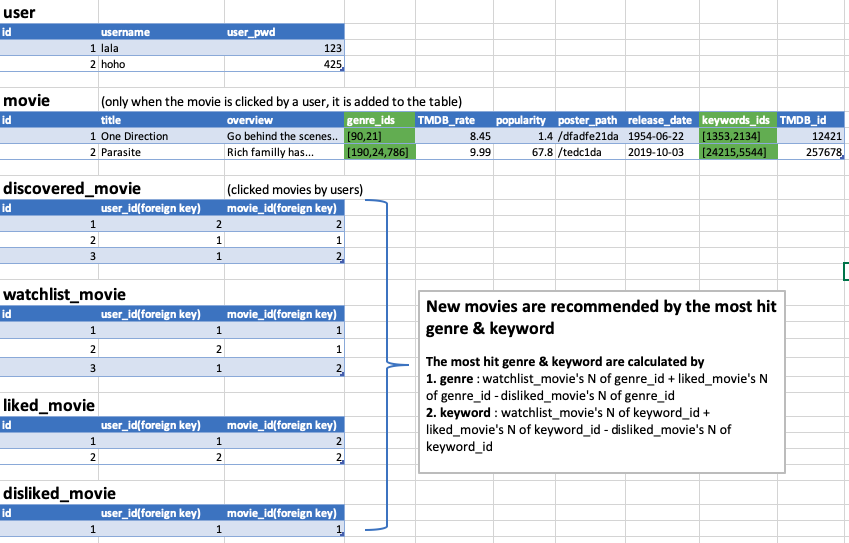 user
id username user_pwd
1 lala 123
2 hoho 425
movie (only when the movie is clicked by a user, it is added to the table)
id title overview genre_ids TMDB_rate popularity poster_path release_date keywords_ids TMDB_id
1 One Direction Go behind the scenes.. [90,21] 8.45 1.4 /dfadfe21da 1954-06-22 [1353,2134] 12421
2 Parasite Rich familly has... [190,24,786] 9.99 67.8 /tedc1da 2019-10-03 [24215,5544] 257678
discovered_movie (clicked movies by users)
id user_id(foreign key) movie_id(foreign key)
1 2 2
2 1 1
3 1 2
watchlist_movie
id user_id(foreign key) movie_id(foreign key)
1 1 1
2 2 1
3 1 2
liked_movie
id user_id(foreign key) movie_id(foreign key)
1 1 2
2 2 2
disliked_movie
id user_id(foreign key) movie_id(foreign key)
1 1 1
New movies are recommended by the most hit
genre & keyword
The most hit genre & keyword are calculated by
1. genre : watchlist_movie's N of genre_id + liked_movie's N
of genre_id - disliked_movie's N of genre_id
2. keyword : watchlist_movie's N of keyword_id +
liked_movie's N of keyword_id - disliked_movie's N of
keyword_id